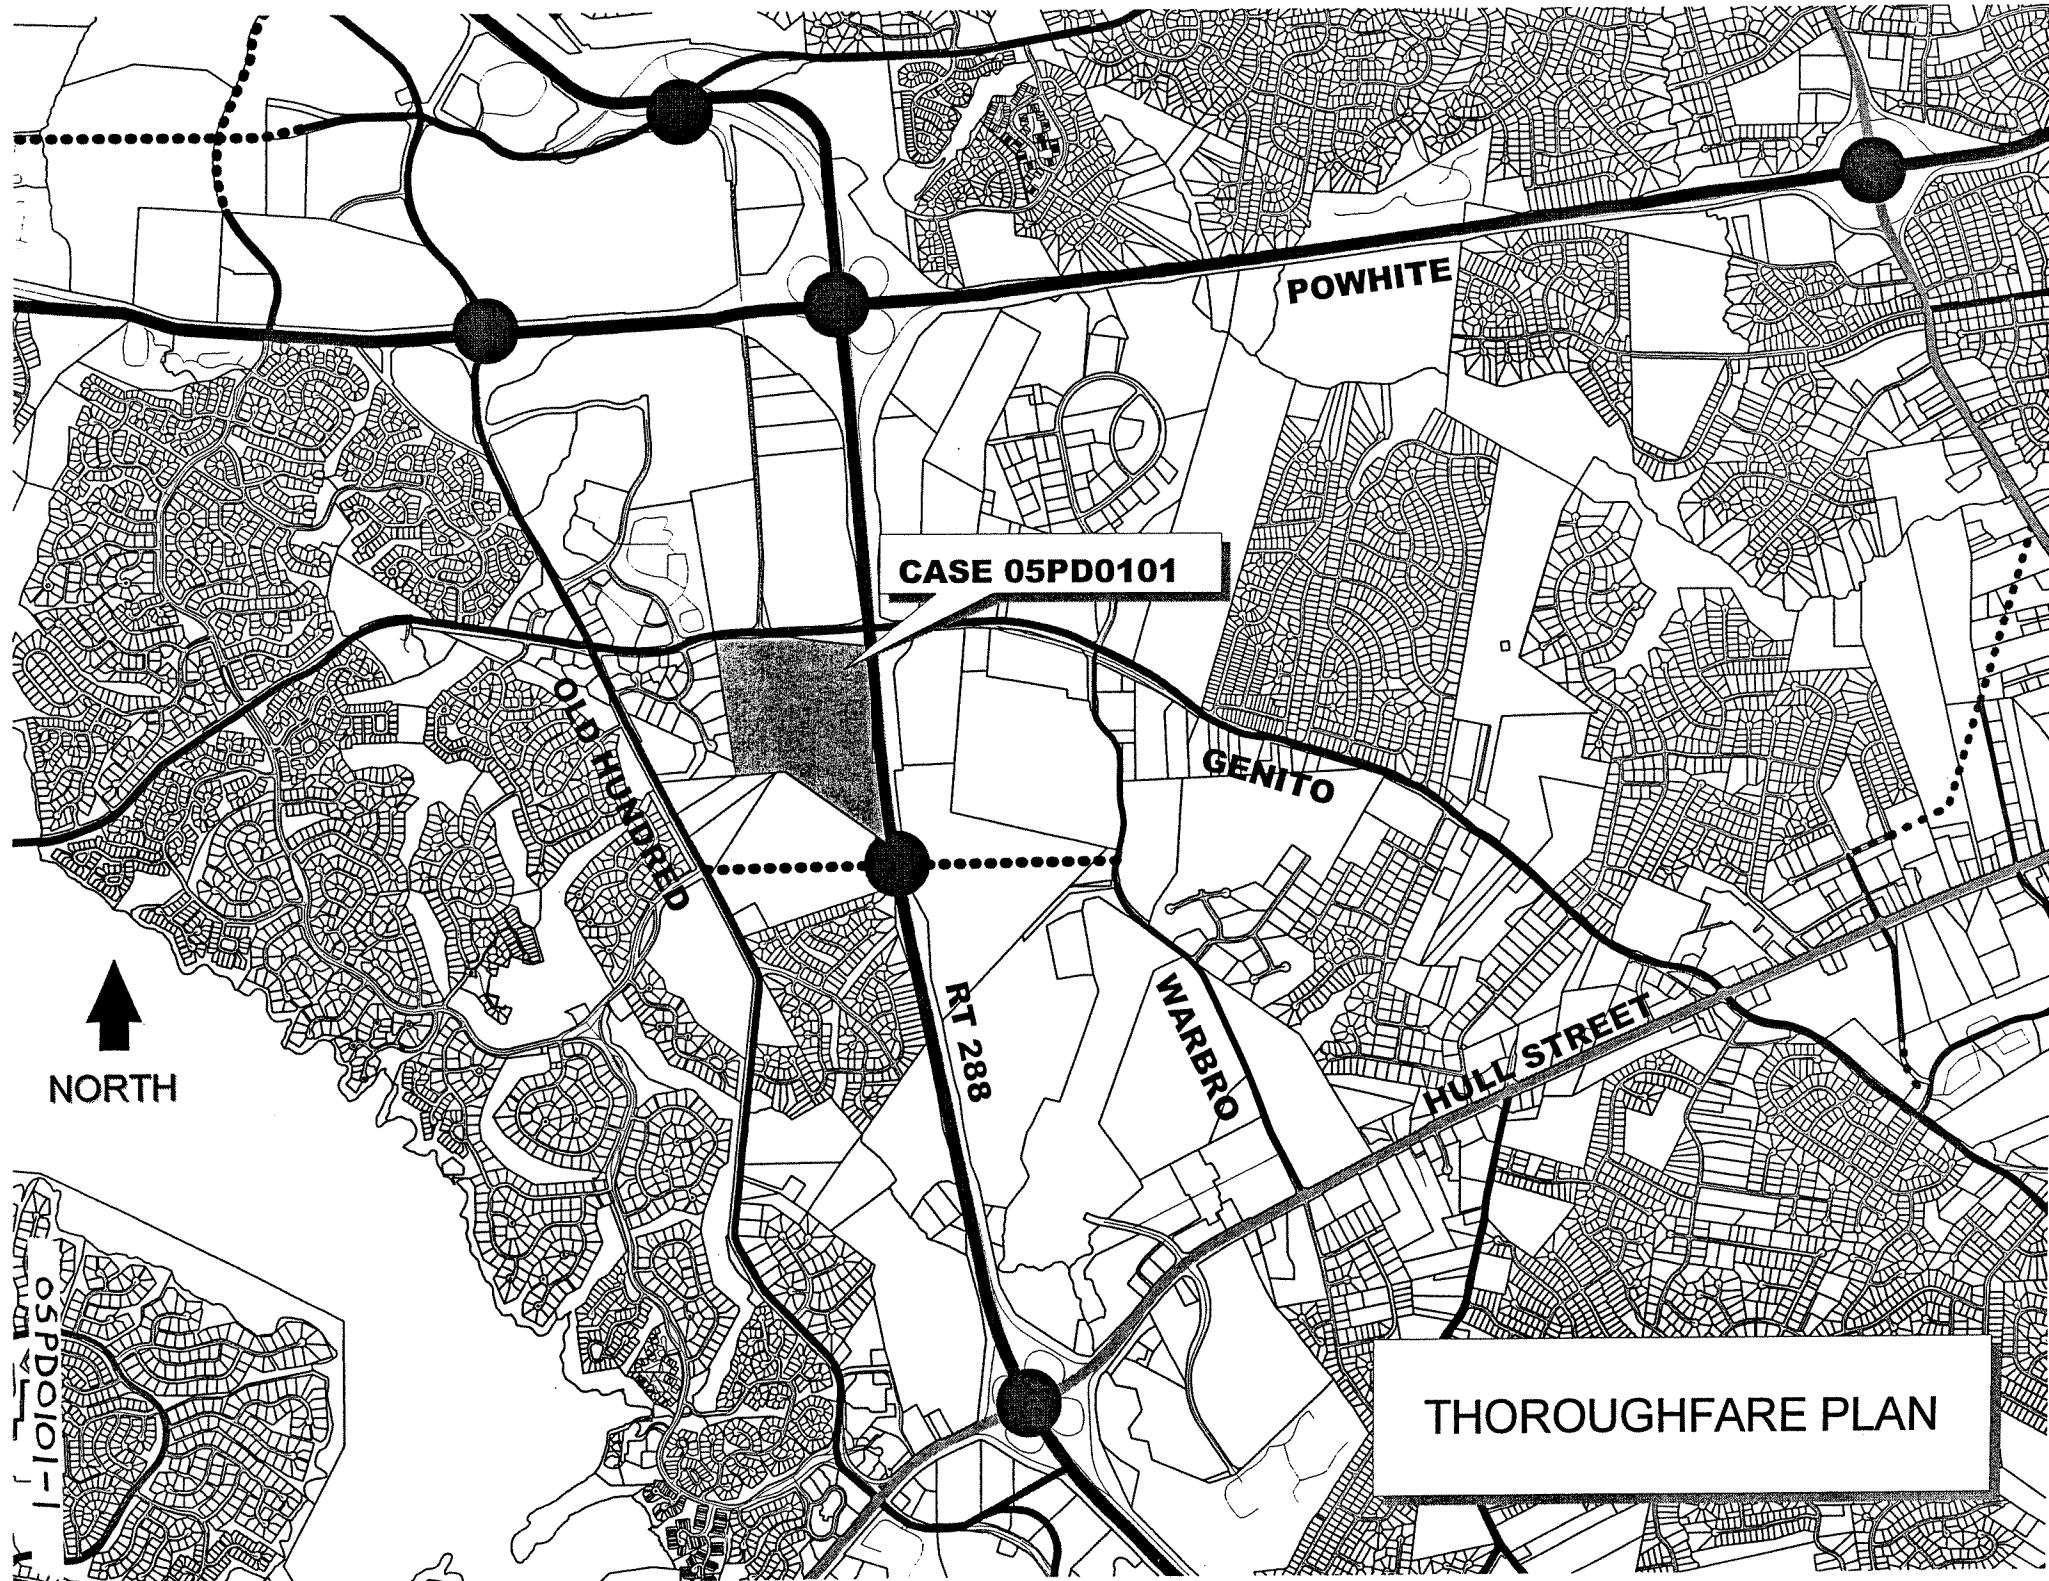 POWHITE
CASE 05PD0101
OLD HUNDRED
GENITO
RT 288
WARBRO
HULL STREET
NORTH
THOROUGHFARE PLAN
05PD0101-1